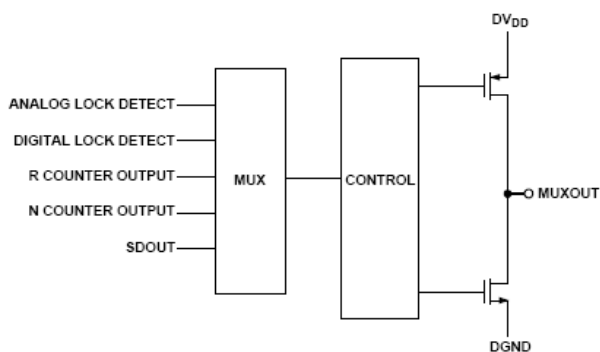 DVDD
ANALOG LOCK DETECT
DIGITAL LOCK DETECT
R COUNTER OUTPUT
MUX
CONTROL
MUXOUT
N COUNTER OUTPUT
SDOUT
DGND